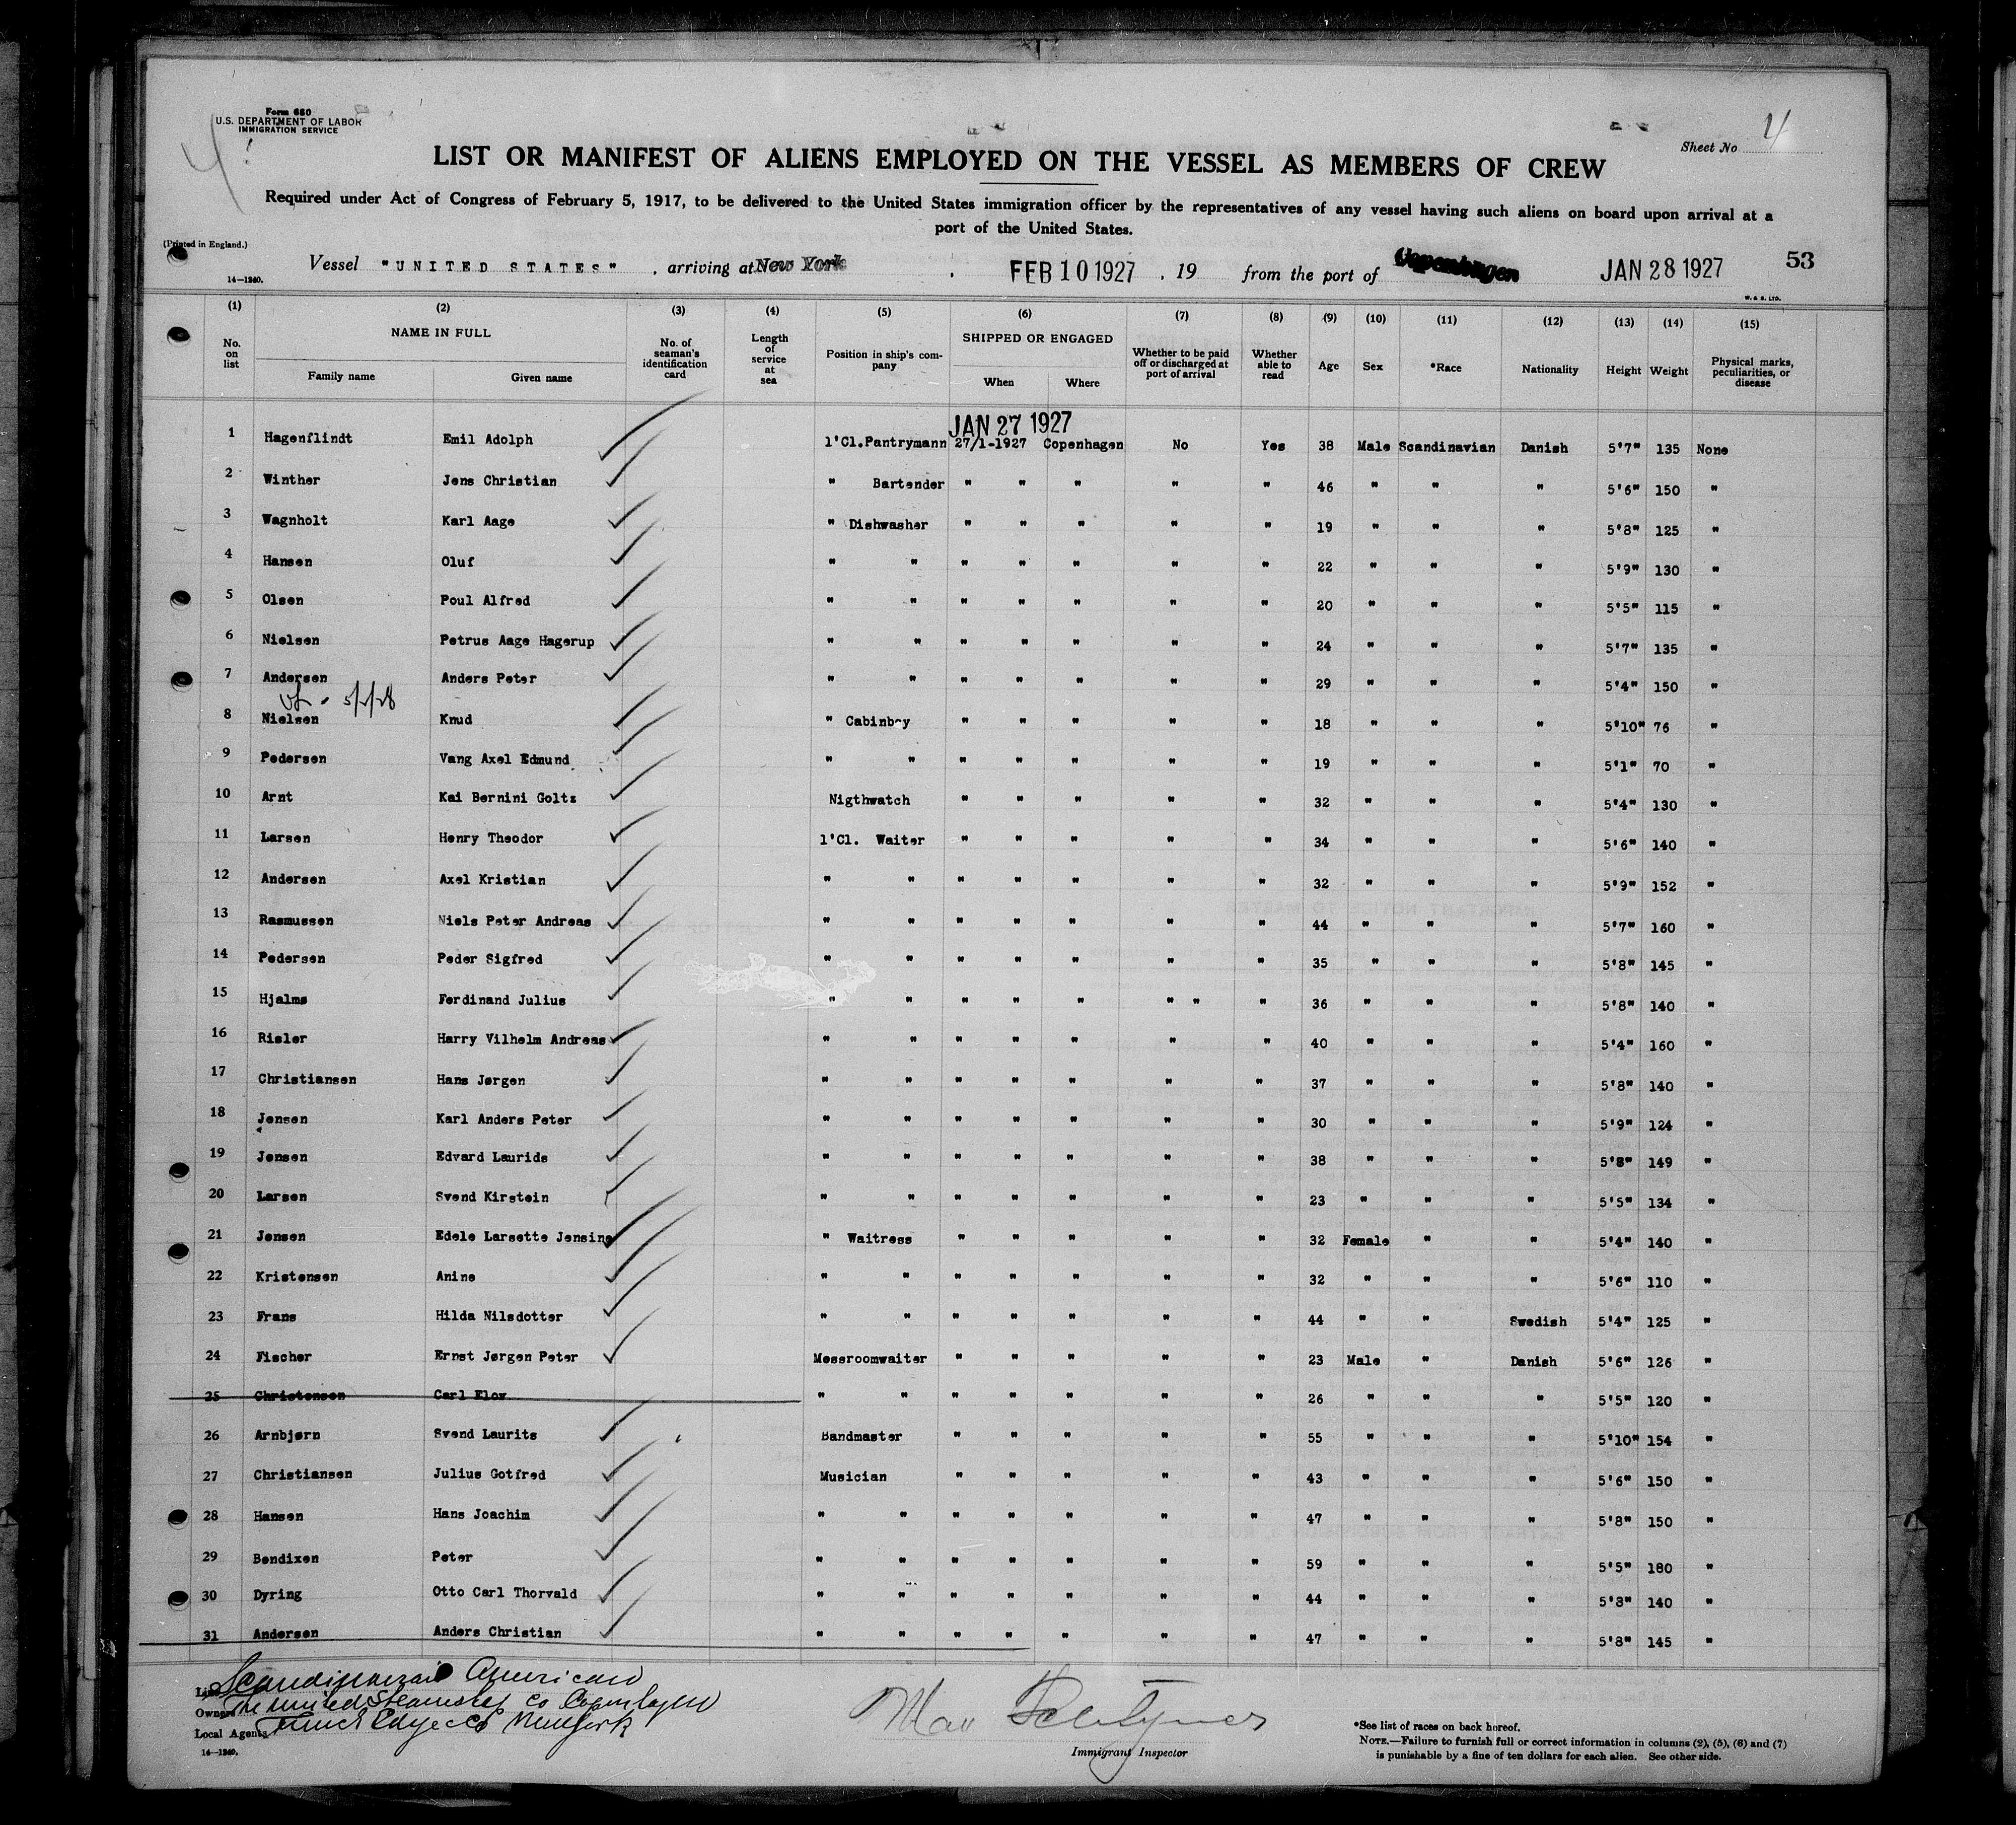 Form 680
U.S. DEPARTMENT OF LABOR
IMMIGRATION SERVICE
4
Sheet No 4
LIST OR MANIFEST OF ALIENS EMPLOYED ON THE VESSEL AS MEMBERS OF CREW
Required under Act of Congress of February 5, 1917, to be delivered to the United States immigration officer by the representatives of any vessel having such aliens on board upon arrival at a
port of the United States.
(Printed in England.)
14—1240.
Vessel "UNITED STATES", arriving at New York, FEB 10 1927, 19 from the port of Copenhagen JAN 28 1927 53
W. & S. LTD.
(1) (2) (3) (4) (5) (6) (7) (8) (9) (10) (11) (12) (13) (14) (15)
No. on list NAME IN FULL Family name Given name No. of seaman's identification card Length of service at sea Position in ship's company SHIPPED OR ENGAGED When Where Whether to be paid off or discharged at port of arrival Whether able to read Age Sex *Race Nationality Height Weight Physical marks, peculiarities, or disease
JAN 27 1927
1 Hagenflindt Emil Adolph 1'Cl.Pantrymann 27/1-1927 Copenhagen No Yes 38 Male Scandinavian Danish 5'7" 135 None
2 Winther Jens Christian " Bartender " " " " " 46 " " " 5'6" 150 "
3 Wagnholt Karl Aage " Dishwasher " " " " " 19 " " " 5'8" 125 "
4 Hansen Oluf " " " " " " " 22 " " " 5'9" 130 "
5 Olsen Poul Alfred " " " " " " " 20 " " " 5'5" 115 "
6 Nielsen Petrus Aage Hagerup " " " " " " " 24 " " " 5'7" 135 "
7 Andersen Anders Peter " " " " " " " 29 " " " 5'4" 150 "
8 Nielsen Knud " Cabinboy " " " " " 18 " " " 5'10" 76 "
9 Pedersen Vang Axel Edmund " " " " " " " 19 " " " 5'1" 70 "
10 Arnt Kai Bernini Goltz Nigthwatch " " " " " 32 " " " 5'4" 130 "
11 Larsen Henry Theodor 1'Cl. Waiter " " " " " 34 " " " 5'6" 140 "
12 Andersen Axel Kristian " " " " " " " 32 " " " 5'9" 152 "
13 Rasmussen Niels Peter Andreas " " " " " " " 44 " " " 5'7" 160 "
14 Pedersen Peder Sigfred " " " " " " " 35 " " " 5'8" 145 "
15 Hjalms Ferdinand Julius " " " " " " " " 36 " " " 5'8" 140 "
16 Risler Harry Vilhelm Andreas " " " " " " " 40 " " " 5'4" 160 "
17 Christiansen Hans Jørgen " " " " " " " 37 " " " 5'8" 140 "
18 Jensen Karl Anders Peter " " " " " " " 30 " " " 5'9" 124 "
19 Jensen Edvard Laurids " " " " " " " 38 " " " 5'8" 149 "
20 Larsen Svend Kirstein " " " " " " " 23 " " " 5'5" 134 "
21 Jensen Edele Larsette Jensine " Waitress " " " " " 32 Female " " 5'4" 140 "
22 Kristensen Anine " " " " " " " 32 " " " 5'6" 110 "
23 Frans Hilda Nilsdotter " " " " " " " 44 " " Swedish 5'4" 125 "
24 Fischer Ernst Jørgen Peter Messroomwaiter " " " " " 23 Male " Danish 5'6" 126 "
25 Christensen Carl Elow " " " " " " " 26 " " " 5'5" 120 "
26 Arnbjørn Svend Laurits Bandmaster " " " " " 55 " " " 5'10" 154 "
27 Christiansen Julius Gotfred Musician " " " " " 43 " " " 5'6" 150 "
28 Hansen Hans Joachim " " " " " " " 47 " " " 5'8" 150 "
29 Bendixen Peter " " " " " " " 59 " " " 5'5" 180 "
30 Dyring Otto Carl Thorvald " " " " " " " 44 " " " 5'8" 140 "
31 Andersen Anders Christian " " " " " " " 47 " " " 5'8" 145 "
Line Scandinavian American
Owners The United Steamship Co Copenhagen
Local Agents Funch Edye & Co New York
14—1240.
Max
Immigrant Inspector
*See list of races on back hereof.
NOTE.—Failure to furnish full or correct information in columns (2), (5), (6) and (7)
is punishable by a fine of ten dollars for each alien. See other side.